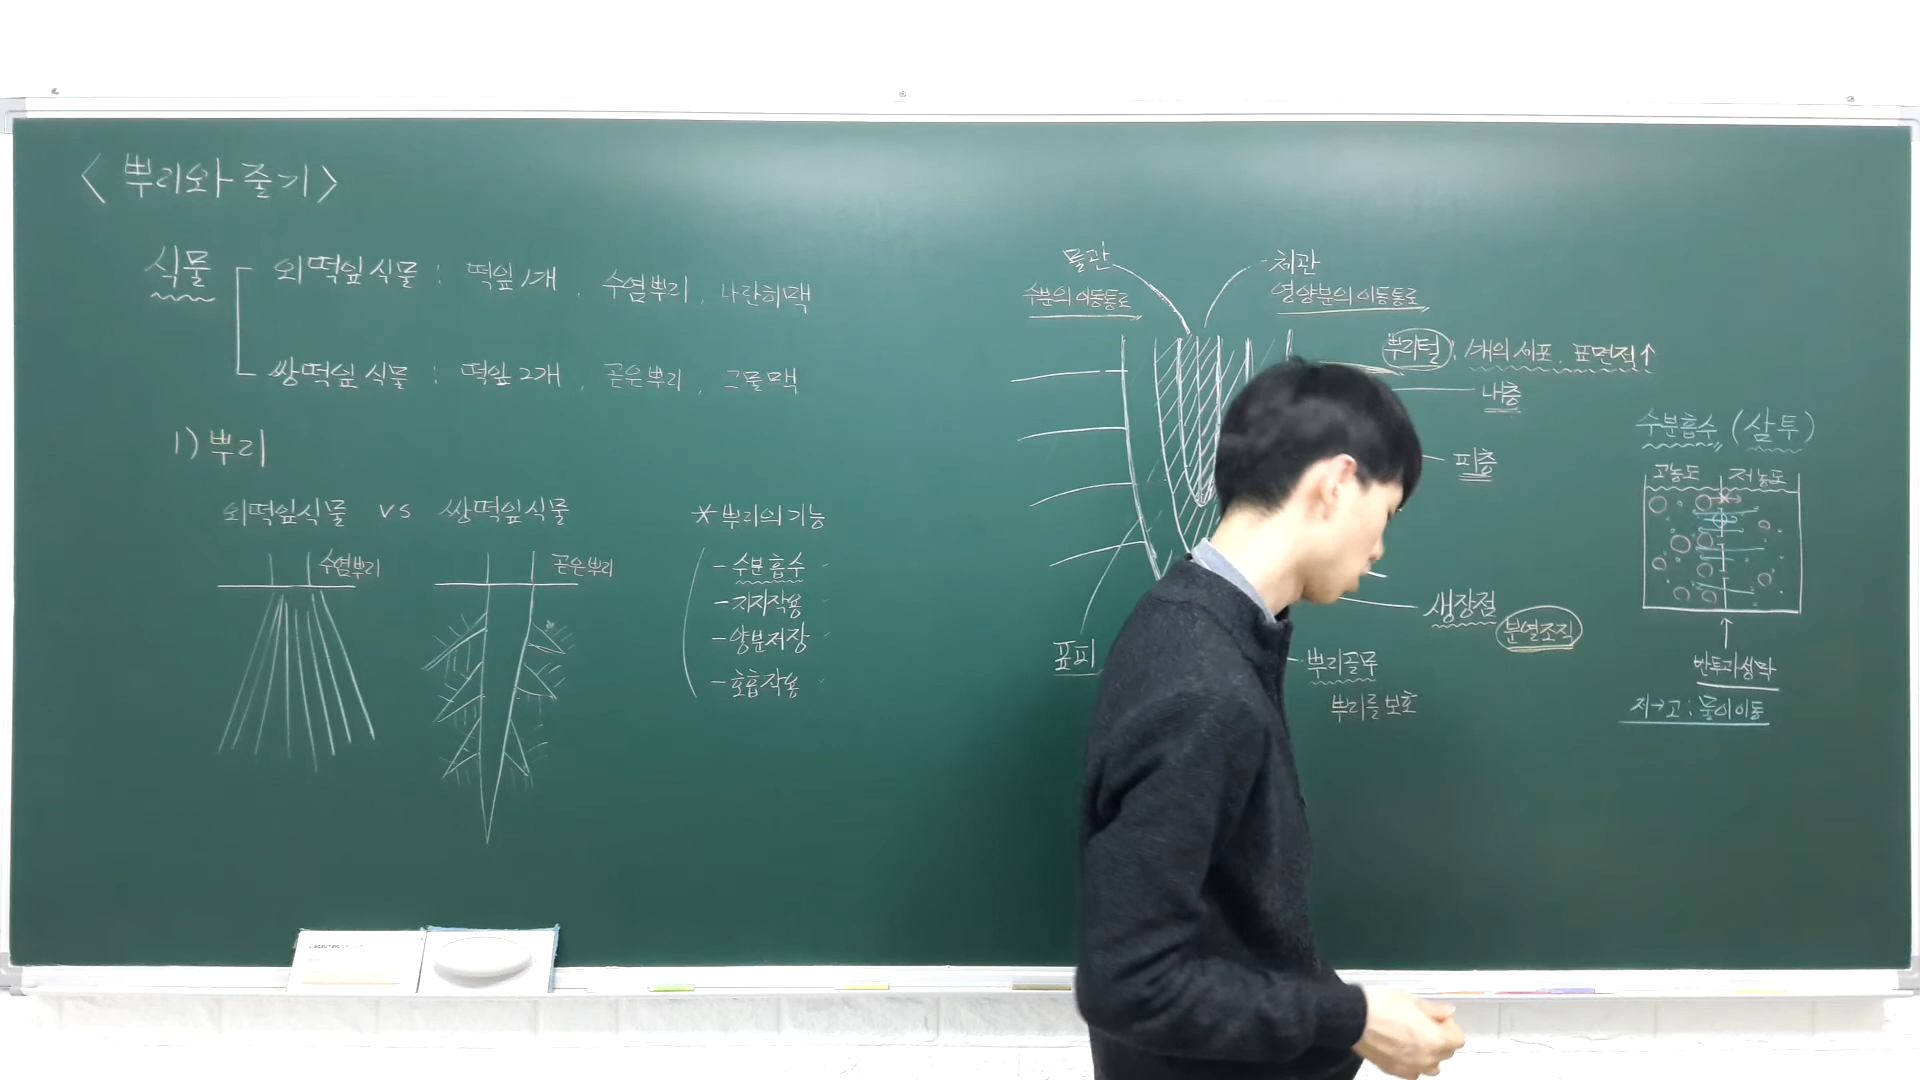 < 뿌리와 줄기 >
식물
외떡잎식물 : 떡잎 1개 , 수염뿌리 , 나란히맥
쌍떡잎식물 : 떡잎 2개 , 곧은뿌리 , 그물맥
1) 뿌리
외떡잎식물 vs 쌍떡잎식물
수염뿌리
곧은뿌리
* 뿌리의 기능
- 수분흡수
- 지지작용
- 양분저장
- 호흡작용
물관
수분의 이동통로
체관
영양분의 이동통로
뿌리털 : 1개의 세포 , 표면적↑
내층
피층
생장점
분열조직
표피
뿌리골무
뿌리를 보호
수분흡수 (삼투)
고농도 저농도
반투과성막
저→고 : 물이 이동